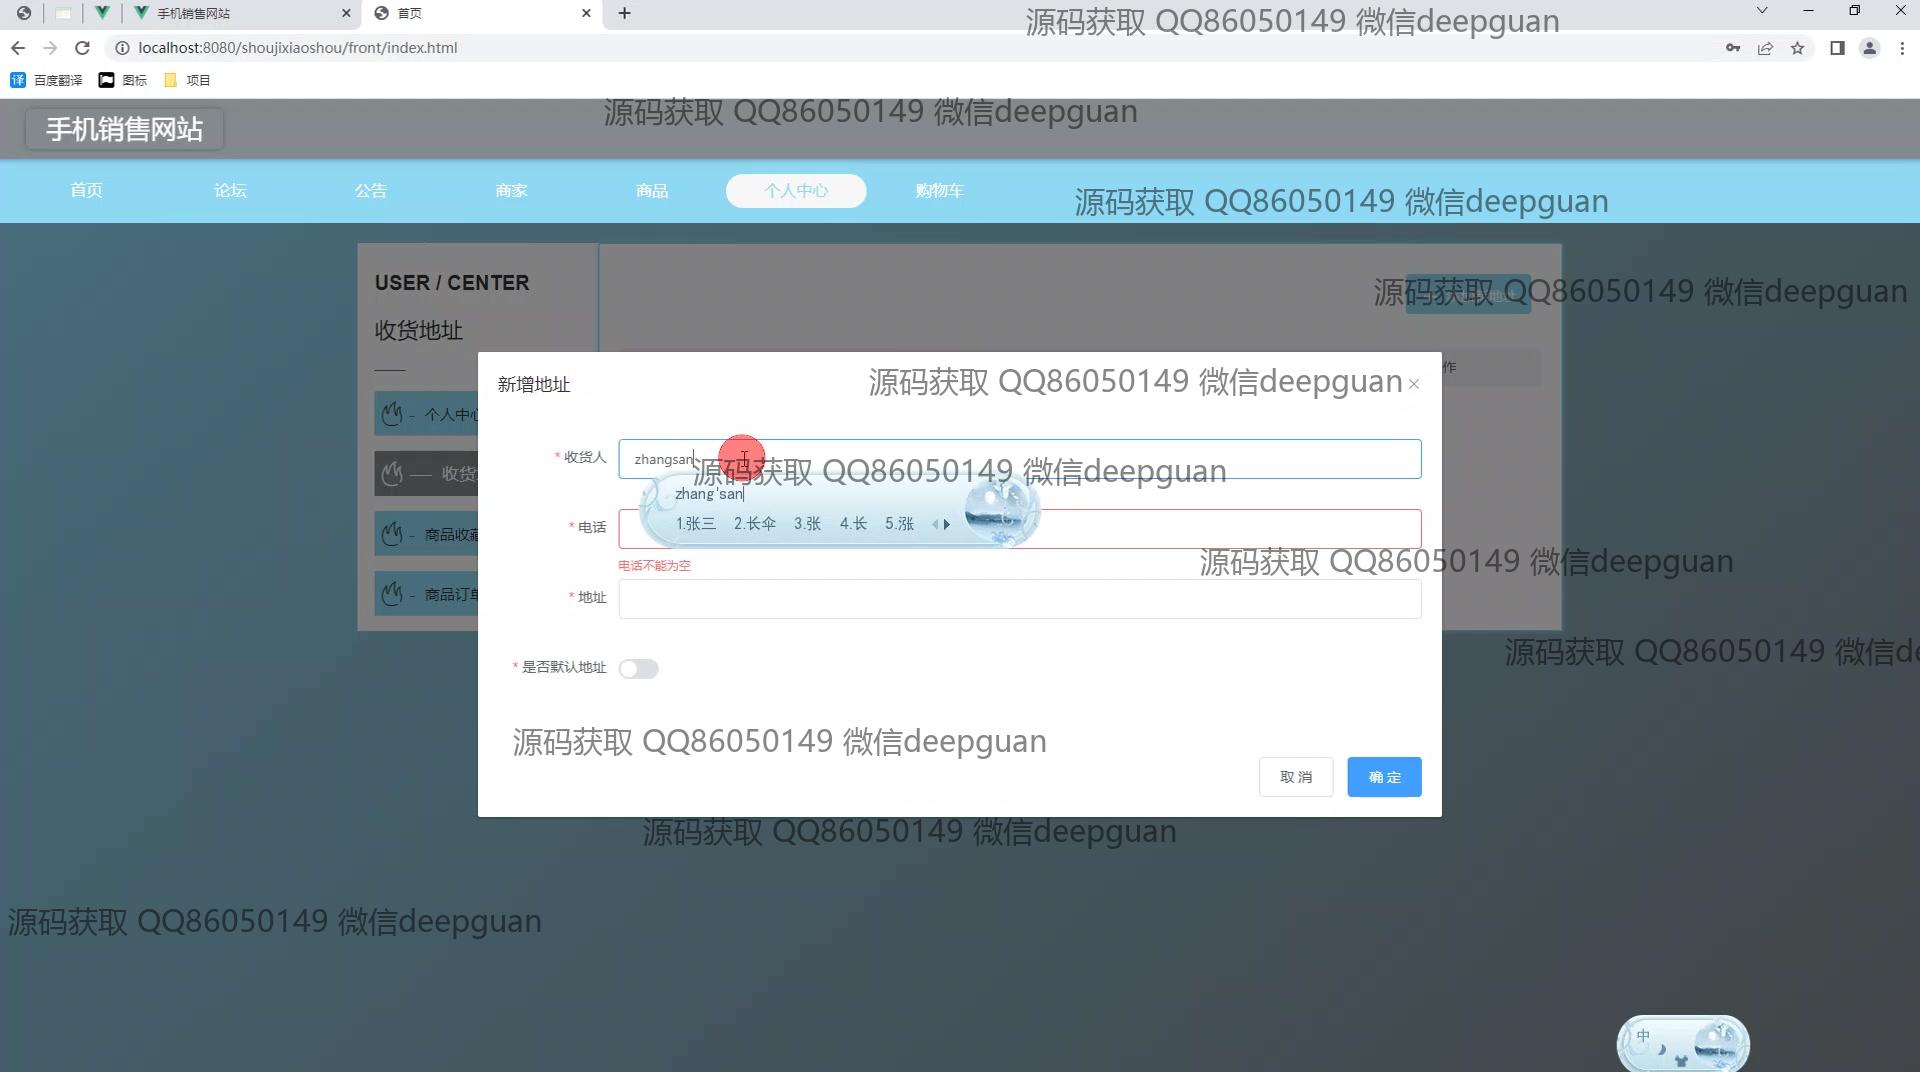 手机销售网站
首页
源码获取 QQ86050149 微信deepguan
localhost:8080/shoujixiaoshou/front/index.html
百度翻译
图标
项目
源码获取 QQ86050149 微信deepguan
手机销售网站
首页
论坛
公告
商家
商品
个人中心
购物车
源码获取 QQ86050149 微信deepguan
USER / CENTER
源码获取 QQ86050149 微信deepguan
收货地址
新增地址
源码获取 QQ86050149 微信deepguan
作
- 个人中心
* 收货人
zhangsan
源码获取 QQ86050149 微信deepguan
收货
zhang'san
1.张三 2.长伞 3.张 4.长 5.涨
* 电话
- 商品收藏
电话不能为空
源码获取 QQ86050149 微信deepguan
- 商品订单
* 地址
源码获取 QQ86050149 微信de
* 是否默认地址
源码获取 QQ86050149 微信deepguan
取消
确定
源码获取 QQ86050149 微信deepguan
源码获取 QQ86050149 微信deepguan
中